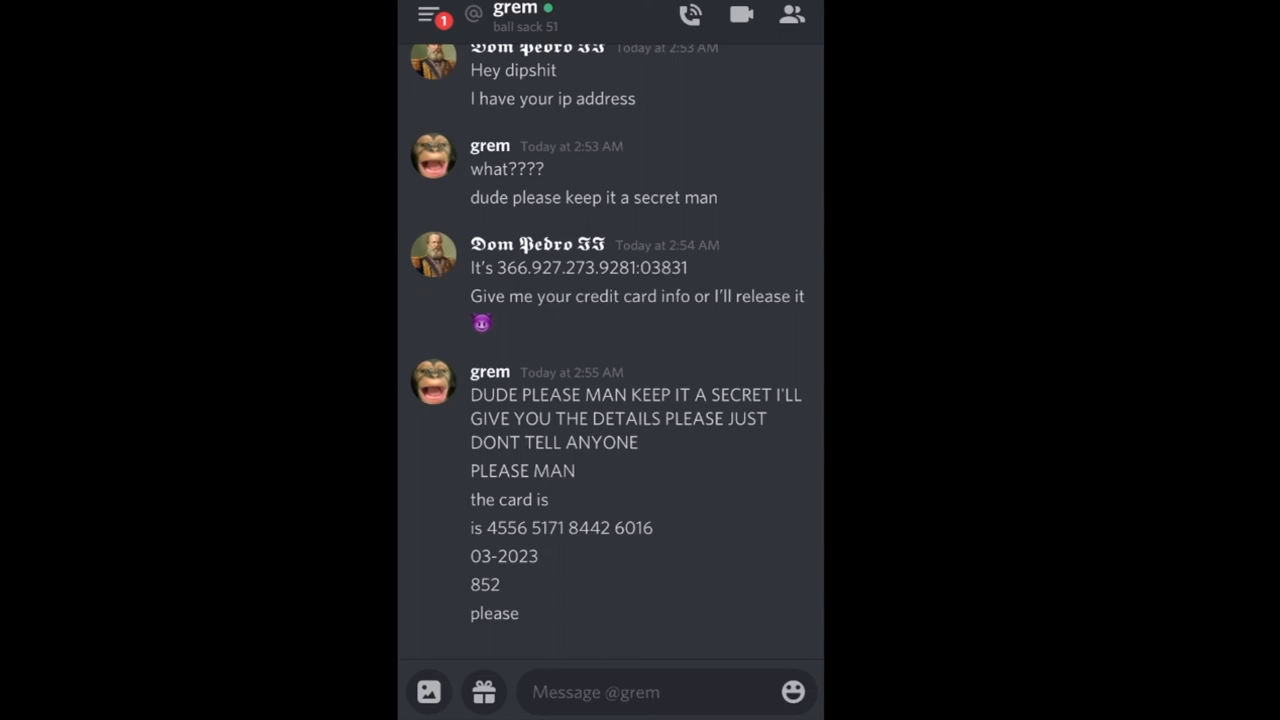 grem
1
@
ball sack 51
Dom Pedro II Today at 2:53 AM
Hey dipshit
I have your ip address
grem Today at 2:53 AM
what????
dude please keep it a secret man
Dom Pedro II Today at 2:54 AM
It’s 366.927.273.9281:03831
Give me your credit card info or I’ll release it
😈
grem Today at 2:55 AM
DUDE PLEASE MAN KEEP IT A SECRET I'LL
GIVE YOU THE DETAILS PLEASE JUST
DONT TELL ANYONE
PLEASE MAN
the card is
is 4556 5171 8442 6016
03-2023
852
please
Message @grem